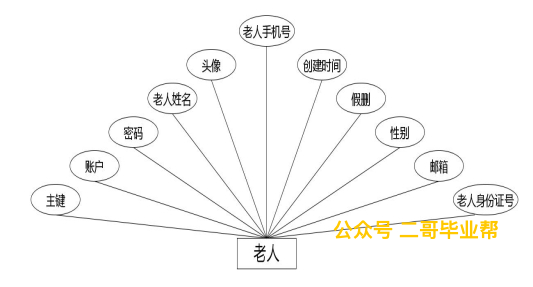 老人手机号
头像
创建时间
老人姓名
假删
密码
性别
账户
邮箱
主键
老人身份证号
公众号 二哥毕业帮
老人